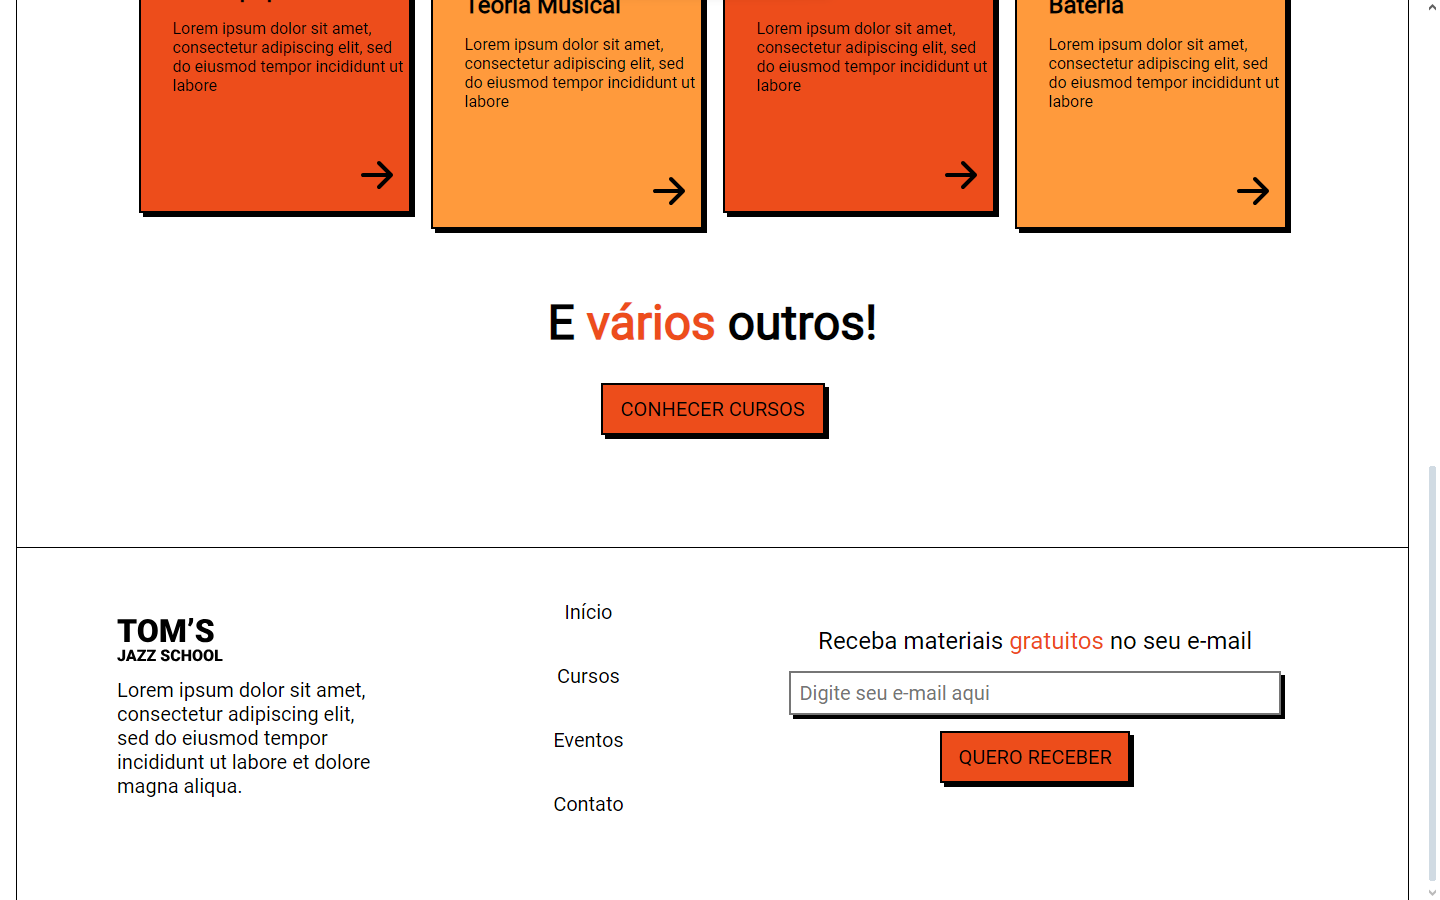 Teoria Musical
Bateria
Lorem ipsum dolor sit amet,
consectetur adipiscing elit, sed
do eiusmod tempor incididunt ut
labore
Lorem ipsum dolor sit amet,
consectetur adipiscing elit, sed
do eiusmod tempor incididunt ut
labore
Lorem ipsum dolor sit amet,
consectetur adipiscing elit, sed
do eiusmod tempor incididunt ut
labore
Lorem ipsum dolor sit amet,
consectetur adipiscing elit, sed
do eiusmod tempor incididunt ut
labore
E vários outros!
CONHECER CURSOS
TOM’S
JAZZ SCHOOL
Lorem ipsum dolor sit amet,
consectetur adipiscing elit,
sed do eiusmod tempor
incididunt ut labore et dolore
magna aliqua.
Início
Cursos
Eventos
Contato
Receba materiais gratuitos no seu e-mail
Digite seu e-mail aqui
QUERO RECEBER